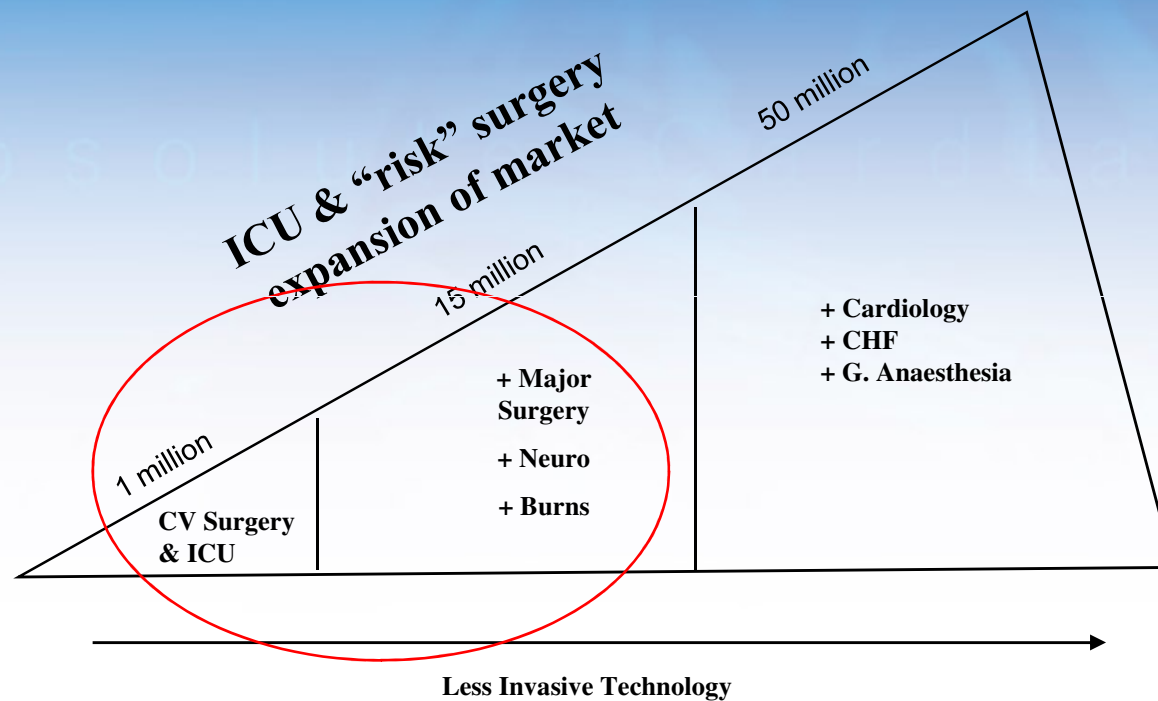 ICU & “risk” surgery
expansion of market
1 million
15 million
50 million
CV Surgery
& ICU
+ Major
Surgery
+ Neuro
+ Burns
+ Cardiology
+ CHF
+ G. Anaesthesia
Less Invasive Technology